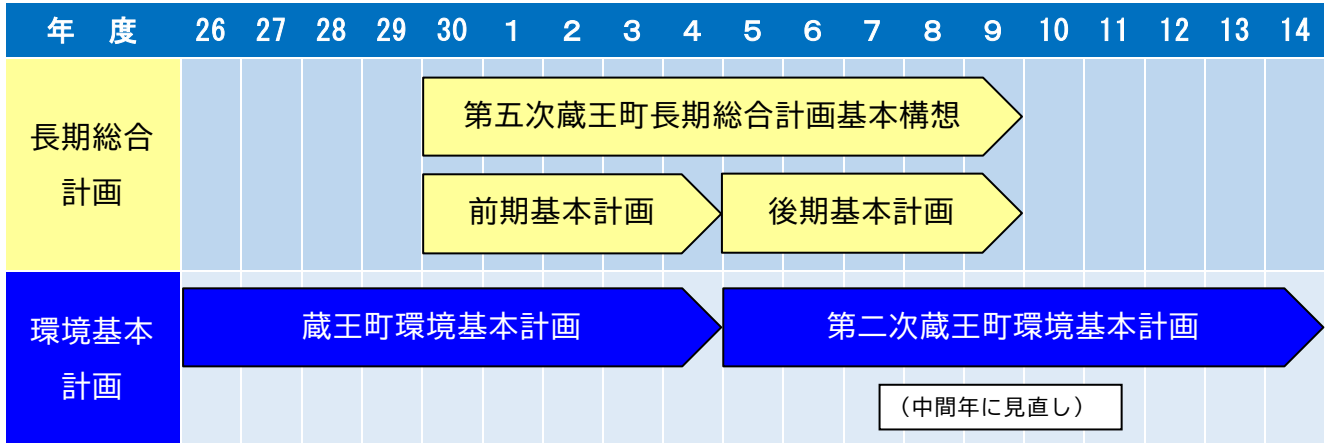 年 度 26 27 28 29 30 1 2 3 4 5 6 7 8 9 10 11 12 13 14
長期総合
計画
第五次蔵王町長期総合計画基本構想
前期基本計画 後期基本計画
環境基本
計画
蔵王町環境基本計画 第二次蔵王町環境基本計画
（中間年に見直し）